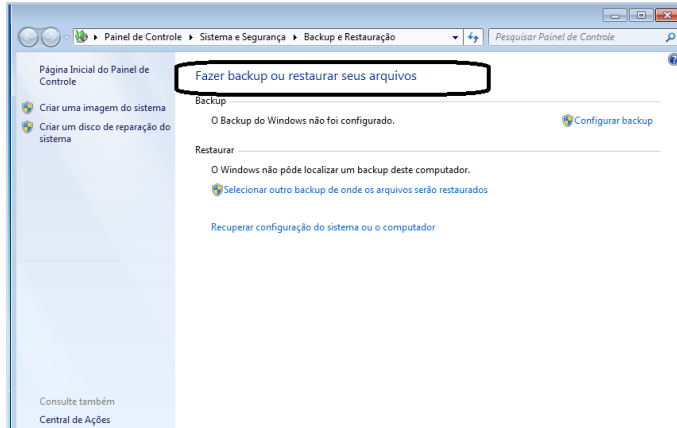 Painel de Controle ▸ Sistema e Segurança ▸ Backup e Restauração
Pesquisar Painel de Controle
Página Inicial do Painel de
Controle
Criar uma imagem do sistema
Criar um disco de reparação do
sistema
Consulte também
Central de Ações
Fazer backup ou restaurar seus arquivos
Backup
O Backup do Windows não foi configurado.
Configurar backup
Restaurar
O Windows não pôde localizar um backup deste computador.
Selecionar outro backup de onde os arquivos serão restaurados
Recuperar configuração do sistema ou o computador